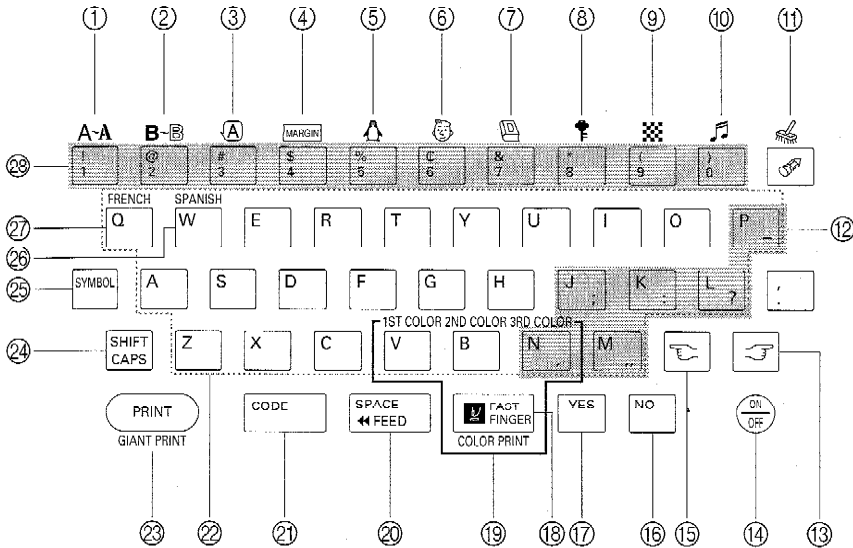 ① ② ③ ④ ⑤ ⑥ ⑦ ⑧ ⑨ ⑩ ⑪
A~A B~B A MARGIN
㉘ ! 1 @ 2 # 3 $ 4 % 5 ¢ 6 & 7 * 8 ( 9 ) 0
FRENCH SPANISH
㉗ Q W E R T Y U I O P _ ⑫
㉖
㉕ SYMBOL A S D F G H J ; K : L ? ' .
1ST COLOR 2ND COLOR 3RD COLOR
㉔ SHIFT CAPS Z X C V B N , M
PRINT CODE SPACE ◀◀ FEED FAST FINGER YES NO ON OFF
GIANT PRINT COLOR PRINT
㉓ ㉒ ㉑ ⑳ ⑲ ⑱ ⑰ ⑯ ⑮ ⑭ ⑬